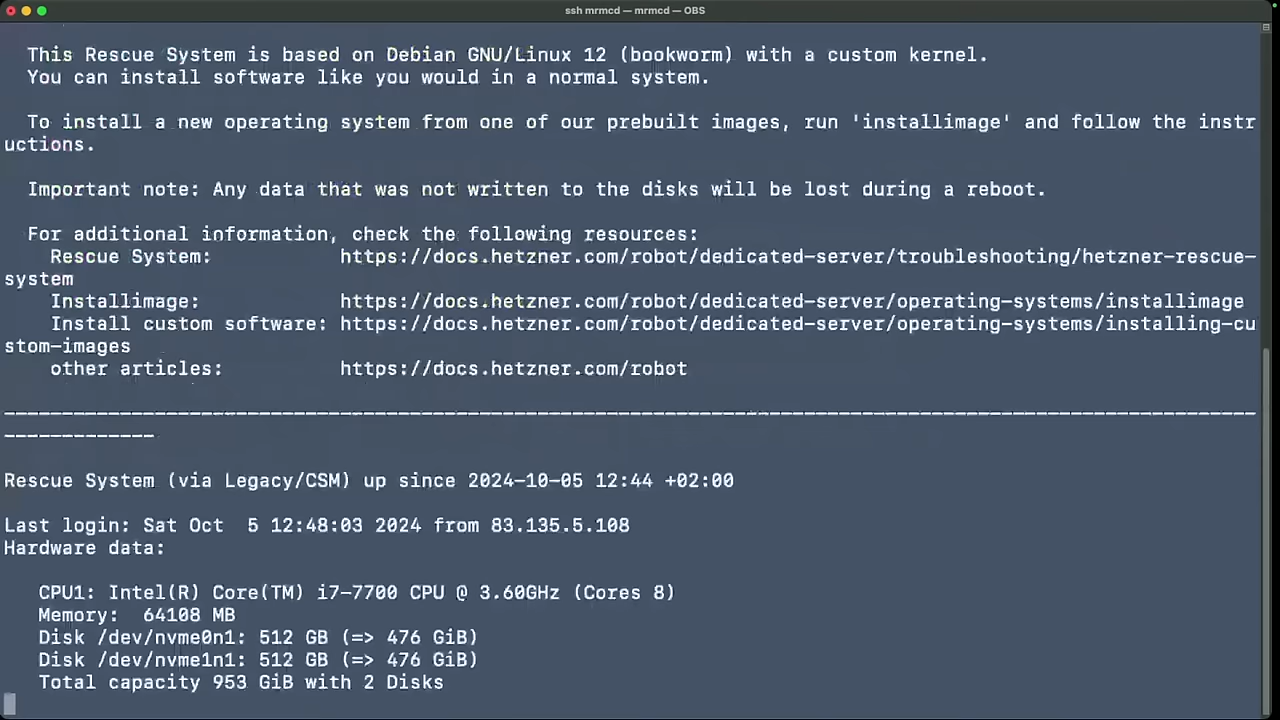 ssh mrmcd — mrmcd — OBS
This Rescue System is based on Debian GNU/Linux 12 (bookworm) with a custom kernel.
You can install software like you would in a normal system.
To install a new operating system from one of our prebuilt images, run 'installimage' and follow the instr
uctions.
Important note: Any data that was not written to the disks will be lost during a reboot.
For additional information, check the following resources:
Rescue System: https://docs.hetzner.com/robot/dedicated-server/troubleshooting/hetzner-rescue-
system
Installimage: https://docs.hetzner.com/robot/dedicated-server/operating-systems/installimage
Install custom software: https://docs.hetzner.com/robot/dedicated-server/operating-systems/installing-cu
stom-images
other articles: https://docs.hetzner.com/robot
------------------------------------------------------------------------------------------------------------
-------------
Rescue System (via Legacy/CSM) up since 2024-10-05 12:44 +02:00
Last login: Sat Oct  5 12:48:03 2024 from 83.135.5.108
Hardware data:
CPU1: Intel(R) Core(TM) i7-7700 CPU @ 3.60GHz (Cores 8)
Memory:  64108 MB
Disk /dev/nvme0n1: 512 GB (=> 476 GiB)
Disk /dev/nvme1n1: 512 GB (=> 476 GiB)
Total capacity 953 GiB with 2 Disks